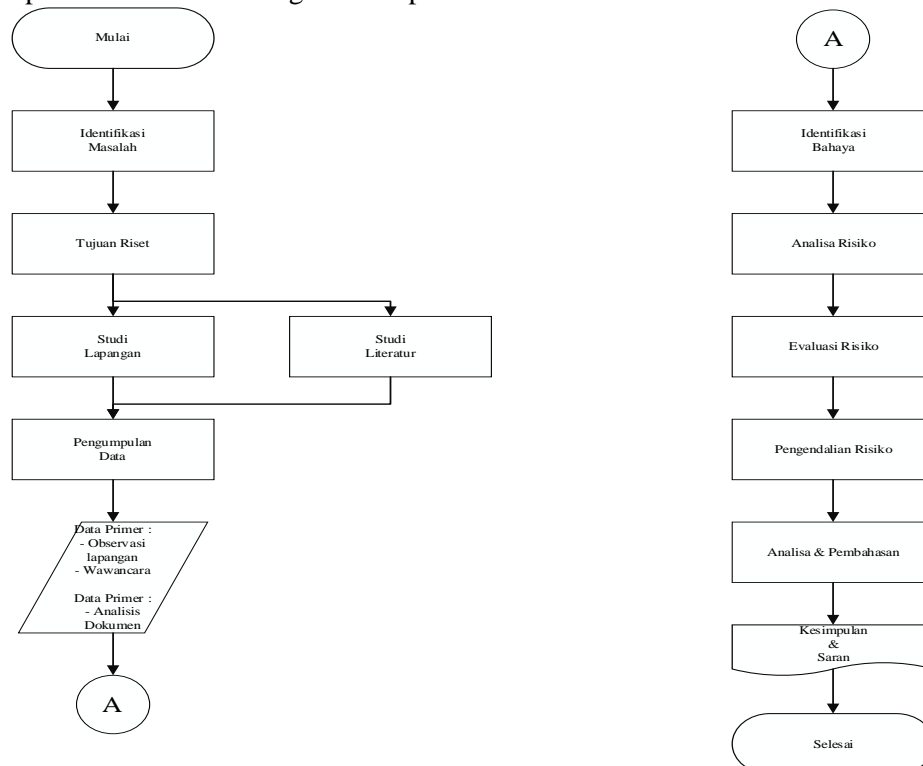 Mulai
Identifikasi
Masalah
Tujuan Riset
Studi
Lapangan
Studi
Literatur
Pengumpulan
Data
Data Primer :
- Observasi
lapangan
- Wawancara
Data Primer :
- Analisis
Dokumen
A
A
Identifikasi
Bahaya
Analisa Risiko
Evaluasi Risiko
Pengendalian Risiko
Analisa & Pembahasan
Kesimpulan
&
Saran
Selesai